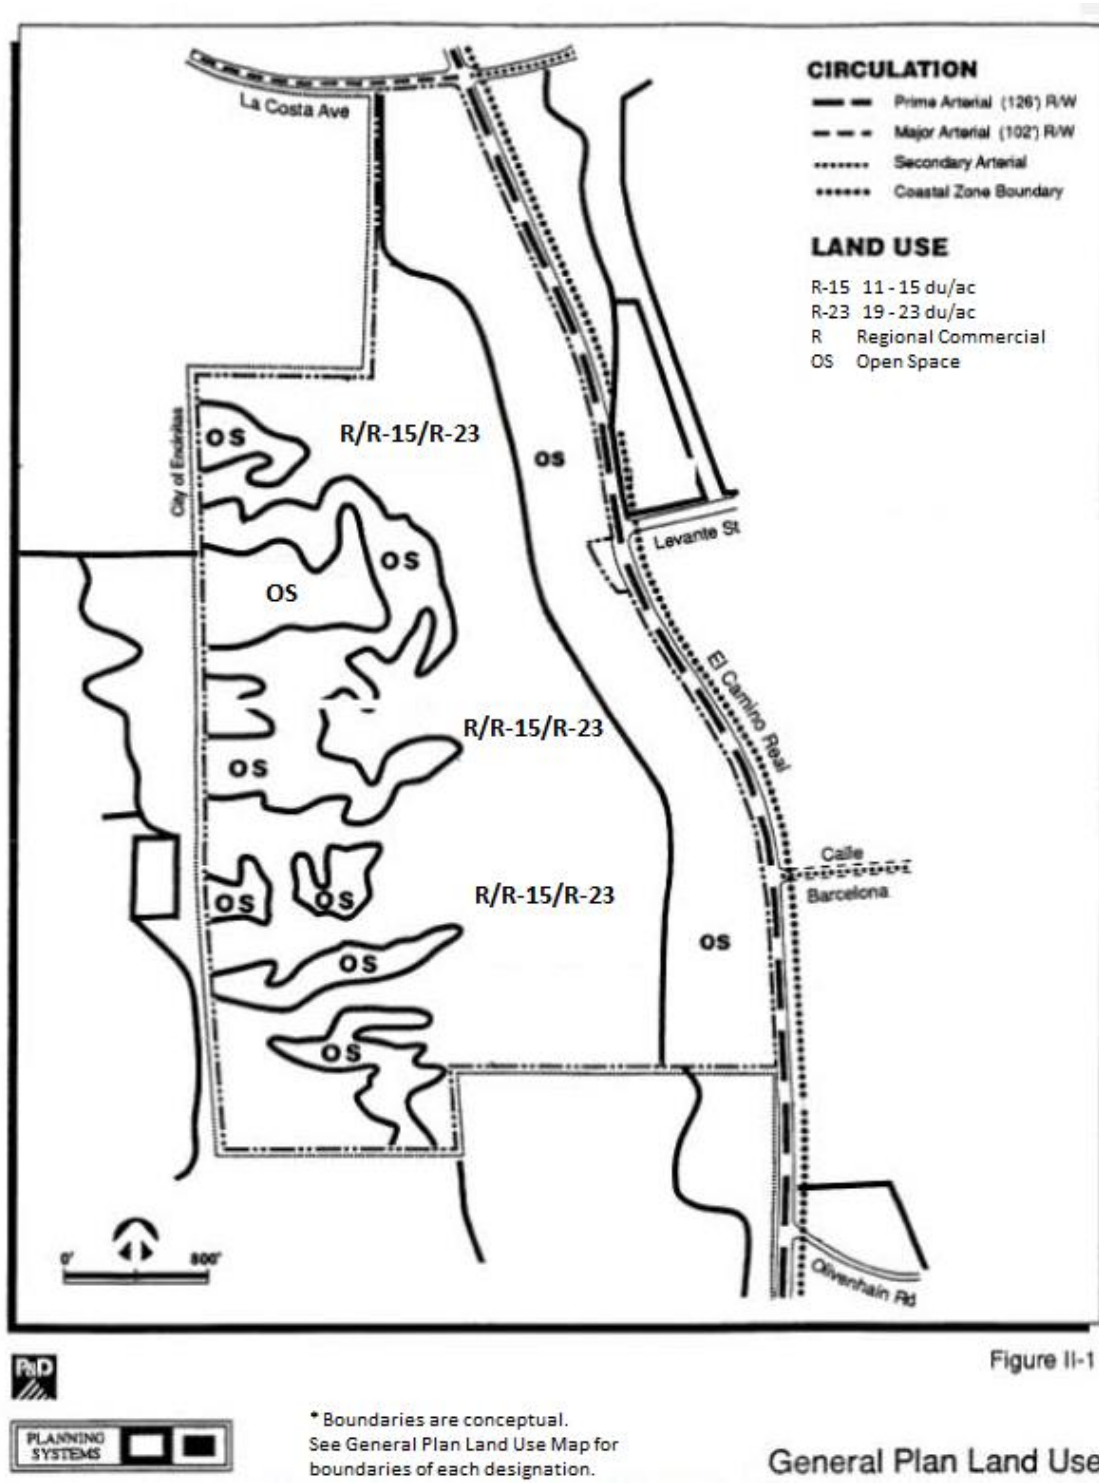 La Costa Ave
CIRCULATION
Prime Arterial (126') R/W
Major Arterial (102') R/W
Secondary Arterial
Coastal Zone Boundary
LAND USE
R-15 11 - 15 du/ac
R-23 19 - 23 du/ac
R Regional Commercial
OS Open Space
City of Encinitas
OS
R/R-15/R-23
OS
Levante St
OS
OS
El Camino Real
R/R-15/R-23
OS
Calle
Barcelona
OS
OS
R/R-15/R-23
OS
OS
OS
Olivenhain Rd
0' 800'
Figure II-1
P&D
PLANNING
SYSTEMS
* Boundaries are conceptual.
See General Plan Land Use Map for
boundaries of each designation.
General Plan Land Use